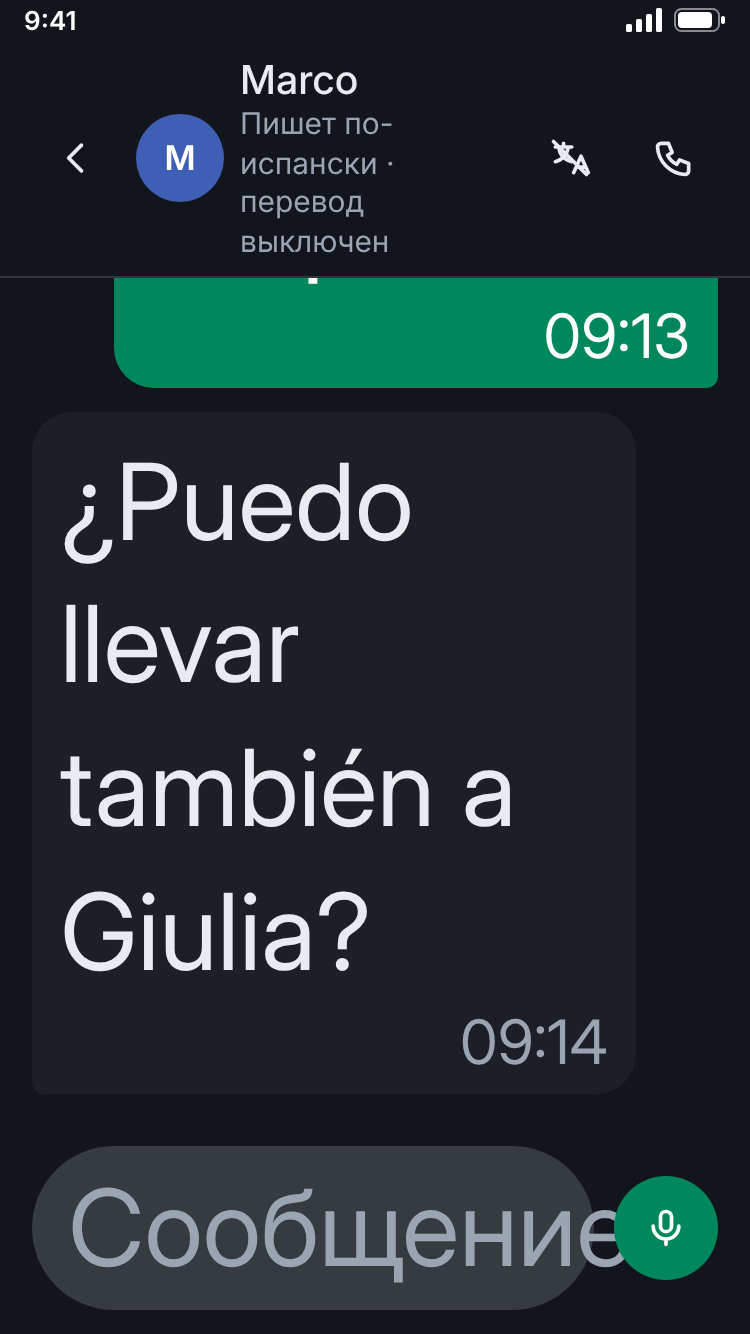 9:41
Marco
M
Пишет по-
испански ·
перевод
выключен
09:13
¿Puedo
llevar
también a
Giulia?
09:14
Сообщение